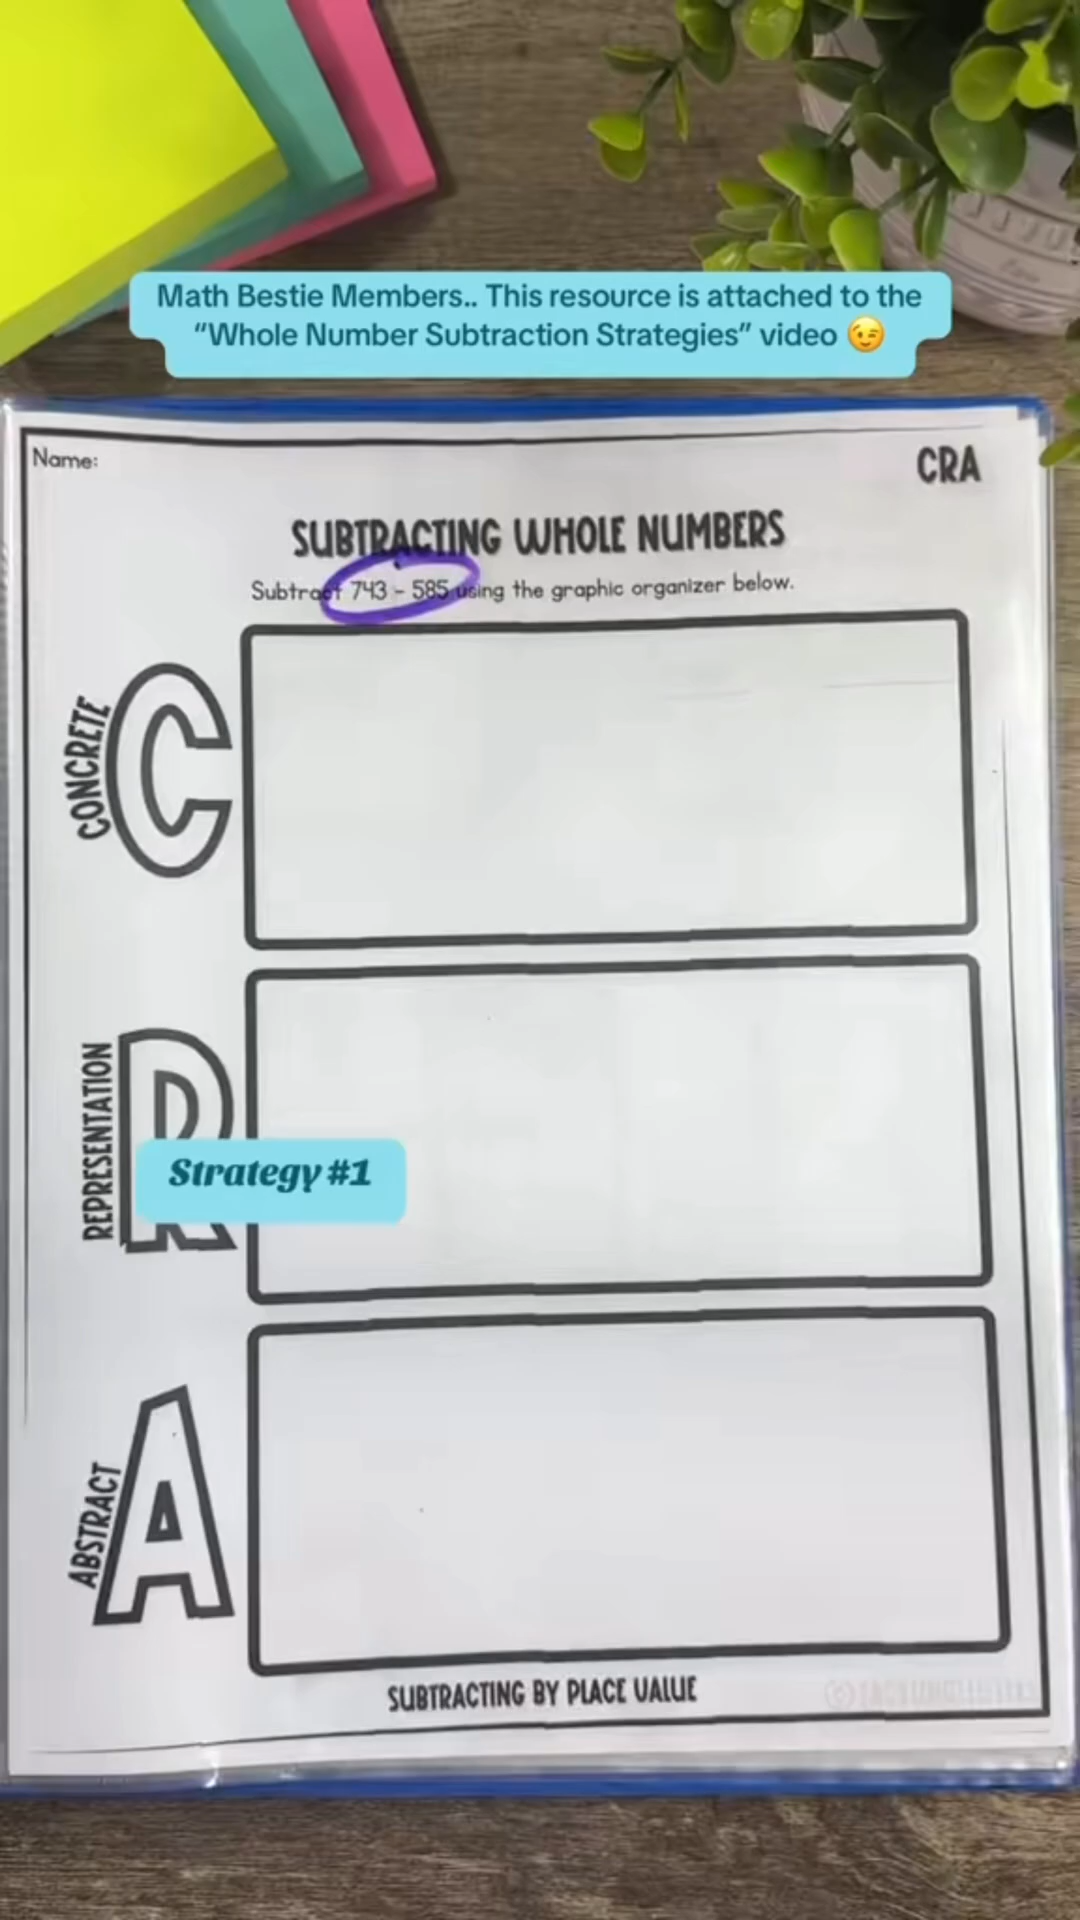 Math Bestie Members.. This resource is attached to the
“Whole Number Subtraction Strategies” video 😉
Name:
CRA
SUBTRACTING WHOLE NUMBERS
Subtract 743 - 585 using the graphic organizer below.
CONCRETE
C
REPRESENTATION
R
Strategy #1
ABSTRACT
A
SUBTRACTING BY PLACE VALUE